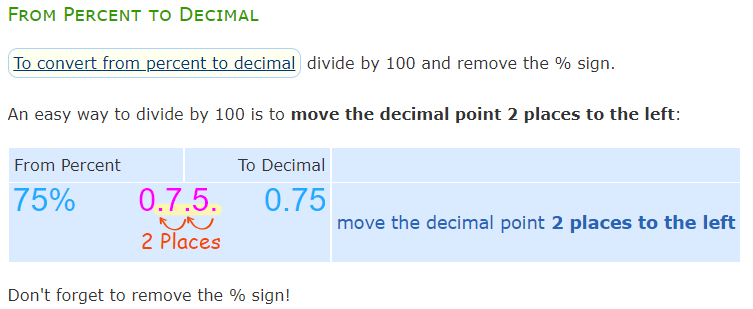 From Percent to Decimal
To convert from percent to decimal divide by 100 and remove the % sign.
An easy way to divide by 100 is to move the decimal point 2 places to the left:
From Percent To Decimal
75% 0.7.5. 0.75
2 Places
move the decimal point 2 places to the left
Don't forget to remove the % sign!